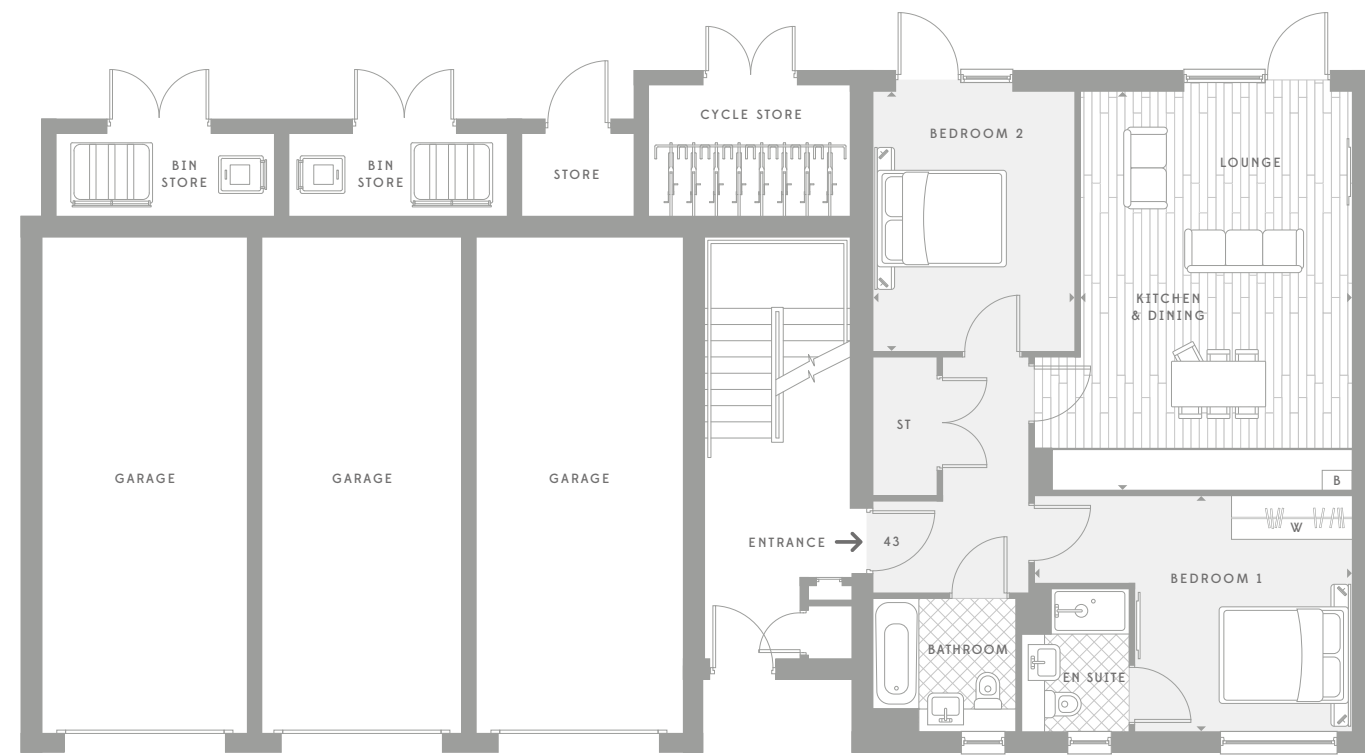 CYCLE STORE
BEDROOM 2
LOUNGE
BIN
STORE
BIN
STORE
STORE
KITCHEN
& DINING
ST
GARAGE
GARAGE
GARAGE
B
W
ENTRANCE
43
BEDROOM 1
BATHROOM
EN SUITE